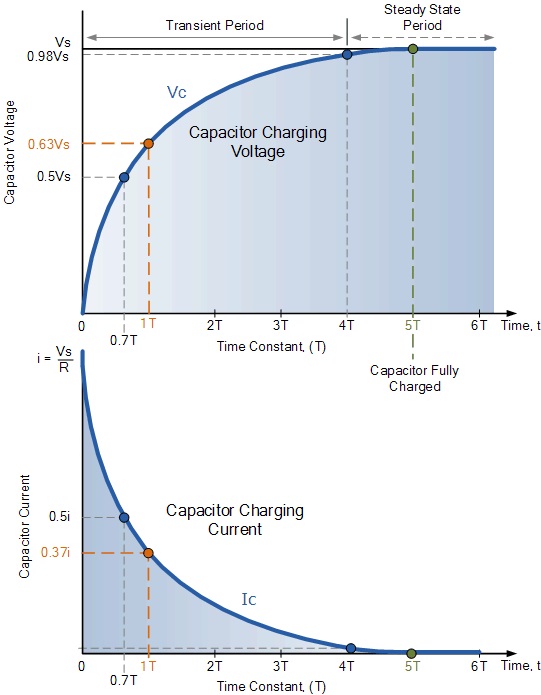 Transient Period
Steady State
Period
Vs
0.98Vs
Vc
Capacitor Charging
Voltage
0.63Vs
0.5Vs
Capacitor Voltage
0
0.7T
1T
2T
3T
4T
5T
6T
Time, t
Time Constant, (T)
Capacitor Fully
Charged
i = Vs
R
Capacitor Charging
Current
0.5i
0.37i
Capacitor Current
Ic
0
0.7T
1T
2T
3T
4T
5T
6T
Time, t
Time Constant, (T)